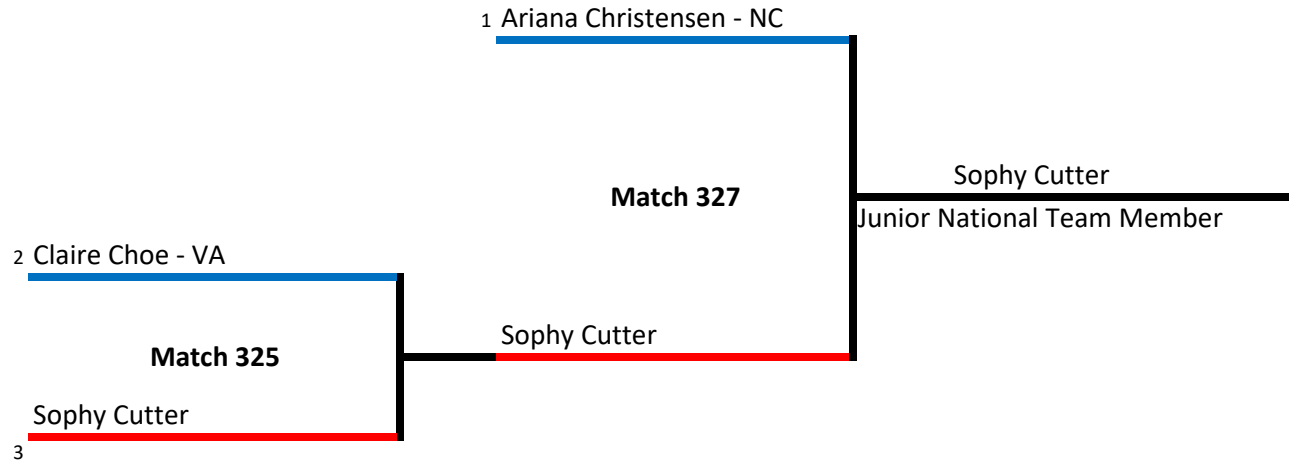 1 Ariana Christensen - NC
Match 327
Sophy Cutter
Junior National Team Member
2 Claire Choe - VA
Sophy Cutter
Match 325
Sophy Cutter
3